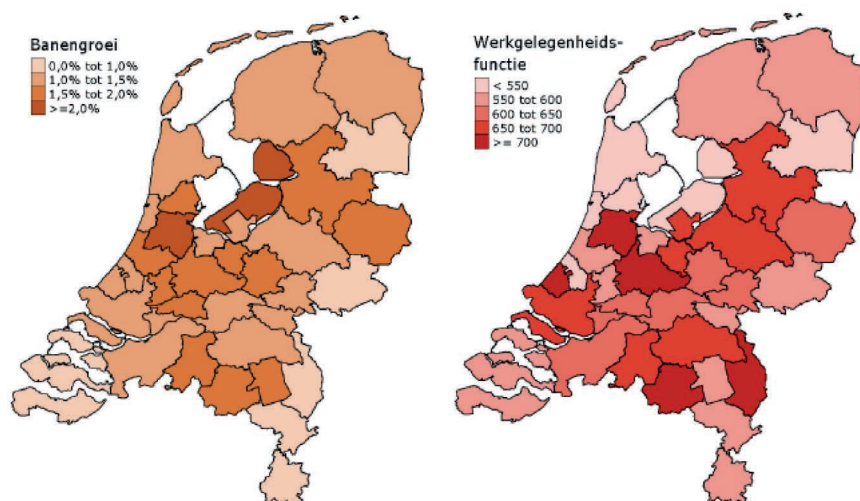 Banengroei
0,0% tot 1,0%
1,0% tot 1,5%
1,5% tot 2,0%
>=2,0%
Werkgelegenheids-
functie
< 550
550 tot 600
600 tot 650
650 tot 700
>= 700